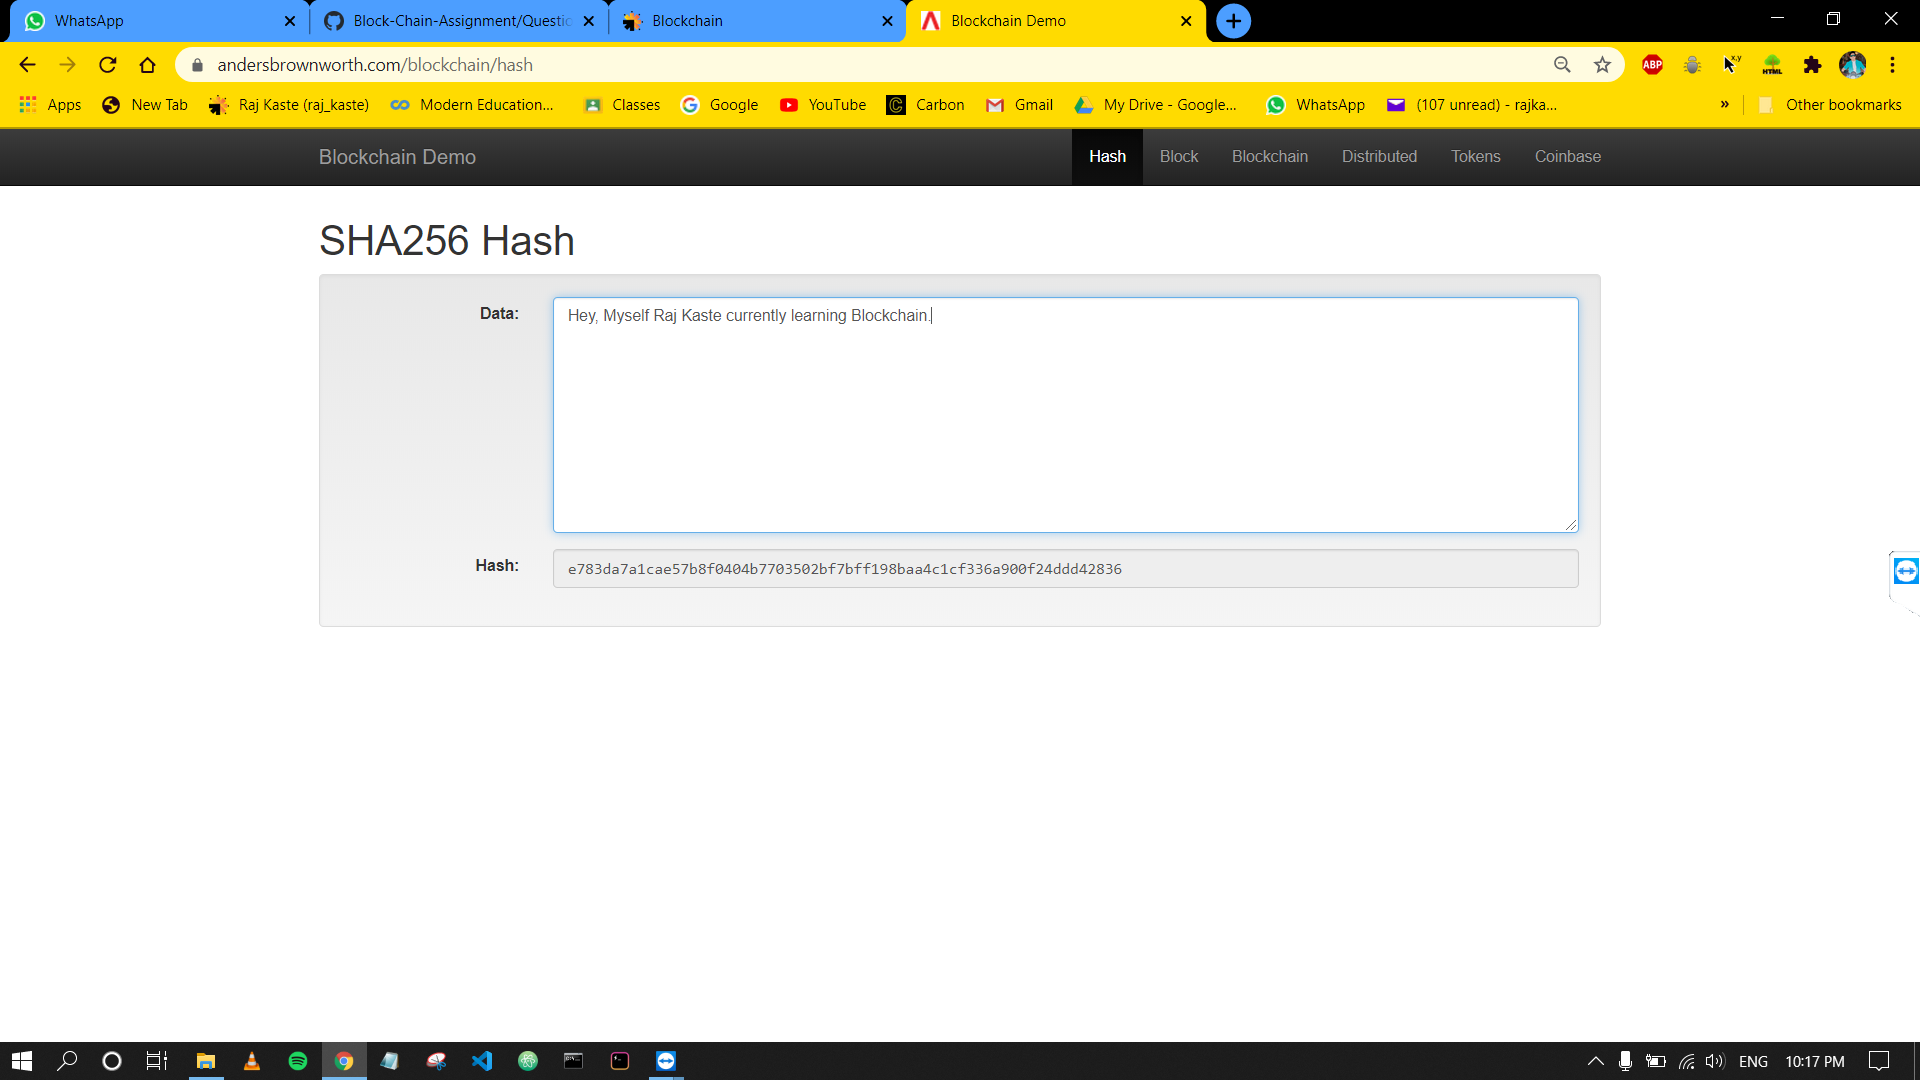 WhatsApp
Block-Chain-Assignment/Questic
Blockchain
Blockchain Demo
andersbrownworth.com/blockchain/hash
ABP
x,y
HTML
Apps
New Tab
Raj Kaste (raj_kaste)
Modern Education...
Classes
Google
YouTube
Carbon
Gmail
My Drive - Google...
WhatsApp
(107 unread) - rajka...
»
Other bookmarks
Blockchain Demo
Hash
Block
Blockchain
Distributed
Tokens
Coinbase
SHA256 Hash
Data:
Hey, Myself Raj Kaste currently learning Blockchain.
Hash:
e783da7a1cae57b8f0404b7703502bf7bff198baa4c1cf336a900f24ddd42836
ENG
10:17 PM